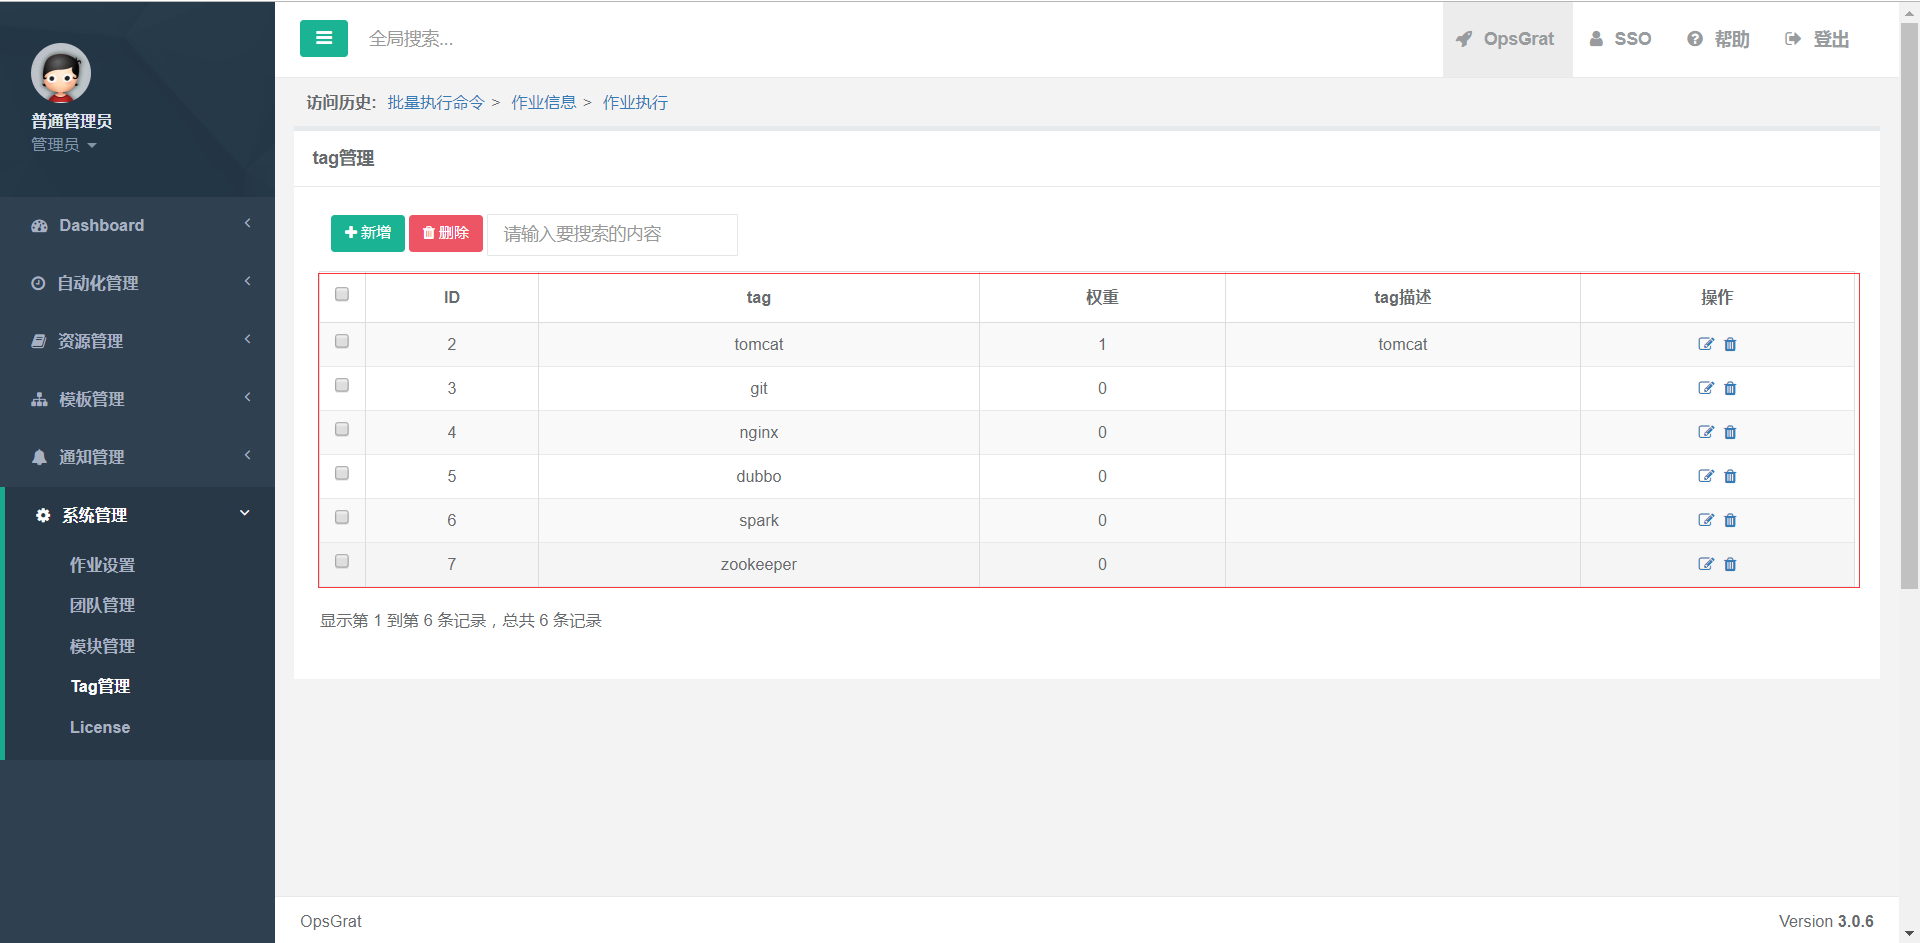 普通管理员
管理员
Dashboard
自动化管理
资源管理
模板管理
通知管理
系统管理
作业设置
团队管理
模块管理
Tag管理
License
全局搜索...
OpsGrat
SSO
帮助
登出
访问历史: 批量执行命令 > 作业信息 > 作业执行
tag管理
新增 删除 请输入要搜索的内容
ID tag 权重 tag描述 操作
2 tomcat 1 tomcat
3 git 0
4 nginx 0
5 dubbo 0
6 spark 0
7 zookeeper 0
显示第 1 到第 6 条记录，总共 6 条记录
OpsGrat
Version 3.0.6